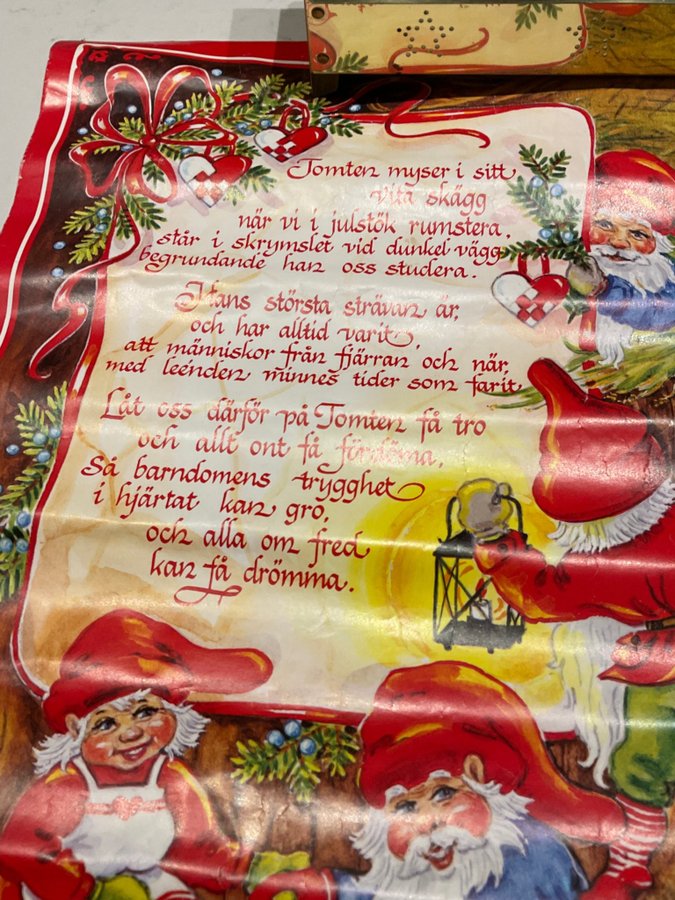 Tomten myser i sitt
vita skägg
när vi i julstök rumstera,
står i skrymslet vid dunkel vägg
begrundande han oss studera.
Hans största strävan är,
och har alltid varit,
att människor från fjärran och när
med leenden minnes tider som farit
Låt oss därför på Tomten få tro
och allt ont få fördöma,
Så barndomens trygghet
i hjärtat kan gro,
och alla om fred
kan få drömma.